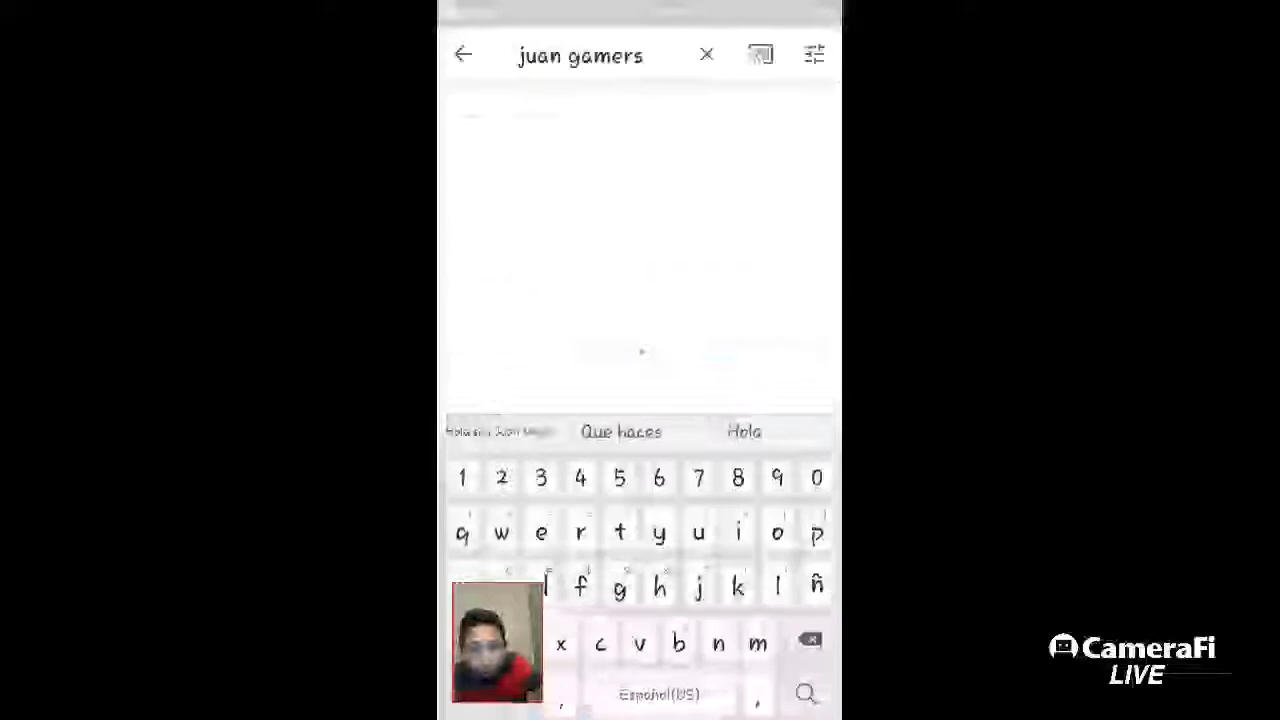 juan gamers
Que haces Hola
1 2 3 4 5 6 7 8 9 0
q w e r t y u i o p
f g h j k l ñ
x c v b n m
, Español(US) ,
CameraFi
LIVE